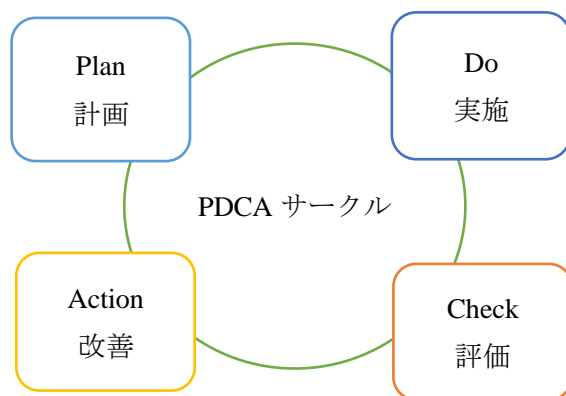 Plan
計画
Do
実施
PDCA サークル
Action
改善
Check
評価